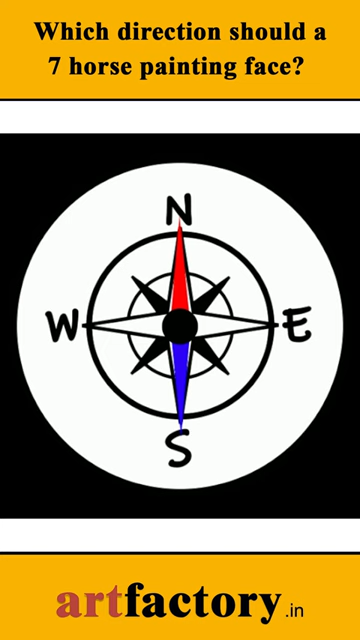 Which direction should a
7 horse painting face?
N
W E
S
artfactory.in